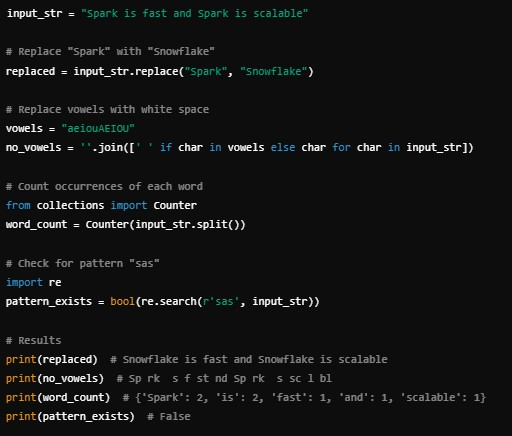 input_str = "Spark is fast and Spark is scalable"
# Replace "Spark" with "Snowflake"
replaced = input_str.replace("Spark", "Snowflake")
# Replace vowels with white space
vowels = "aeiouAEIOU"
no_vowels = ''.join([' ' if char in vowels else char for char in input_str])
# Count occurrences of each word
from collections import Counter
word_count = Counter(input_str.split())
# Check for pattern "sas"
import re
pattern_exists = bool(re.search(r'sas', input_str))
# Results
print(replaced)  # Snowflake is fast and Snowflake is scalable
print(no_vowels)  # Sp rk  s f st nd Sp rk  s sc l bl
print(word_count)  # {'Spark': 2, 'is': 2, 'fast': 1, 'and': 1, 'scalable': 1}
print(pattern_exists)  # False